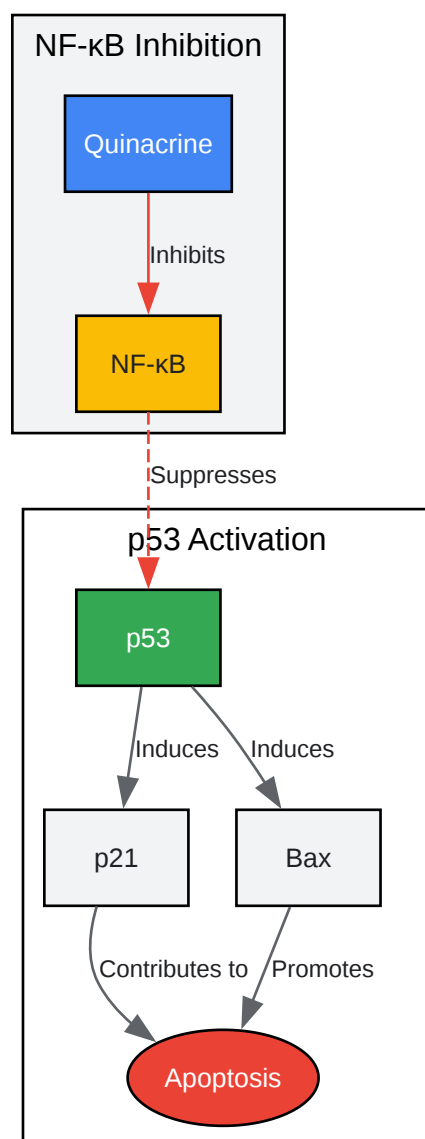 NF-κB Inhibition
Quinacrine
Inhibits
NF-κB
Suppresses
p53 Activation
p53
Induces
Induces
p21
Bax
Contributes to
Promotes
Apoptosis